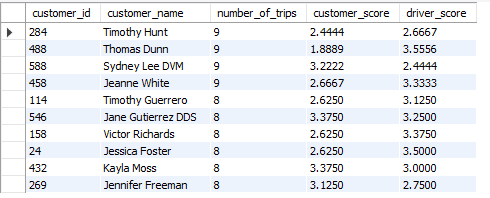 customer_id customer_name number_of_trips customer_score driver_score
284 Timothy Hunt 9 2.4444 2.6667
488 Thomas Dunn 9 1.8889 3.5556
588 Sydney Lee DVM 9 3.2222 2.4444
458 Jeanne White 9 2.6667 3.3333
114 Timothy Guerrero 8 2.6250 3.1250
546 Jane Gutierrez DDS 8 3.3750 3.2500
158 Victor Richards 8 2.6250 3.3750
24 Jessica Foster 8 2.6250 3.5000
432 Kayla Moss 8 3.3750 3.0000
269 Jennifer Freeman 8 3.1250 2.7500